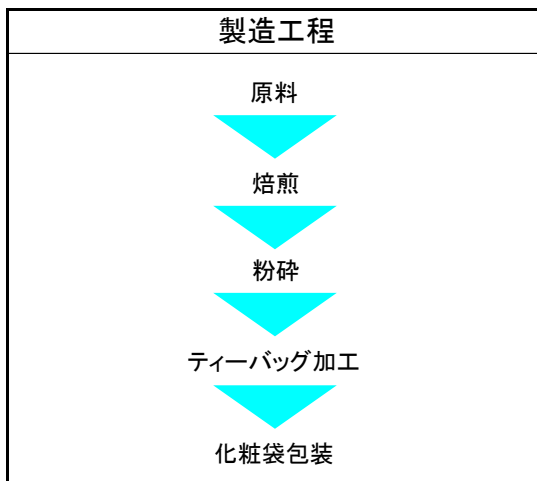 製造工程
原料
焙煎
粉砕
ティーバッグ加工
化粧袋包装